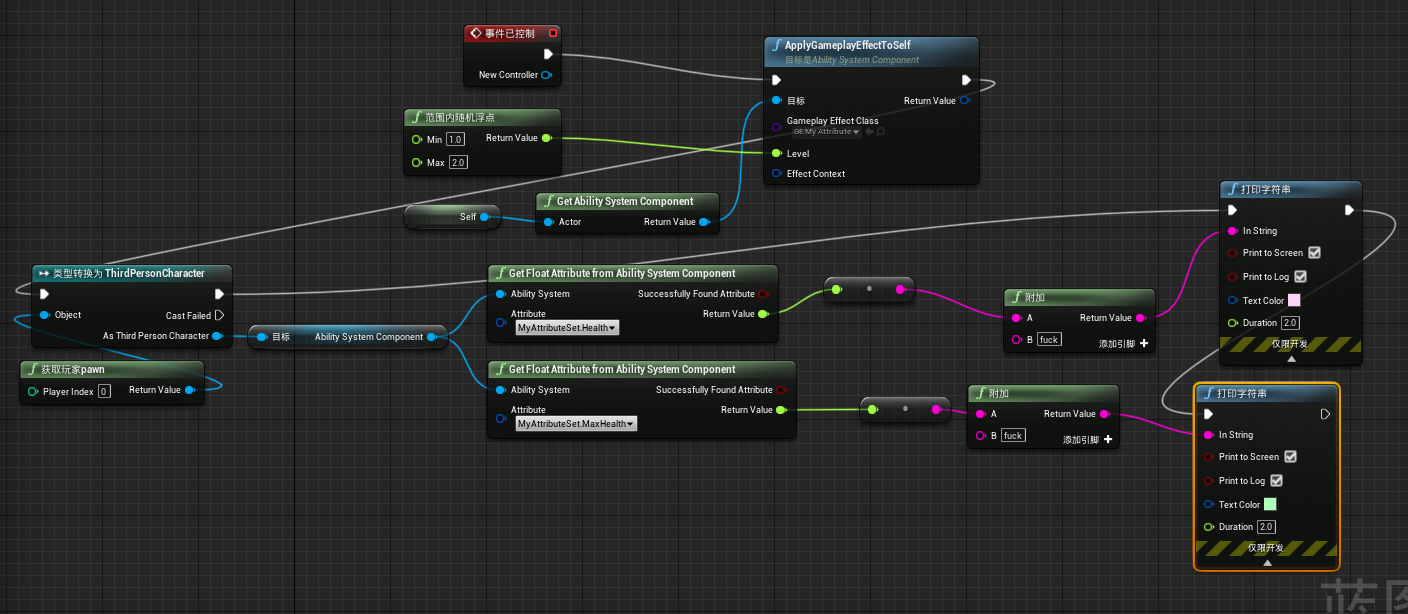 事件已控制
New Controller
ApplyGameplayEffectToSelf
目标是Ability System Component
目标
Return Value
Gameplay Effect Class
GE My Attribute
Level
Effect Context
范围内随机浮点
Min 1.0
Return Value
Max 2.0
Self
Get Ability System Component
Actor
Return Value
类型转换为 ThirdPersonCharacter
Object
Cast Failed
As Third Person Character
获取玩家pawn
Player Index 0
Return Value
目标
Ability System Component
Get Float Attribute from Ability System Component
Ability System
Successfully Found Attribute
Attribute
Return Value
MyAttributeSet.Health
Get Float Attribute from Ability System Component
Ability System
Successfully Found Attribute
Attribute
Return Value
MyAttributeSet.MaxHealth
附加
A
Return Value
B fuck
添加引脚
附加
A
Return Value
B fuck
添加引脚
打印字符串
In String
Print to Screen
Print to Log
Text Color
Duration 2.0
仅限开发
打印字符串
In String
Print to Screen
Print to Log
Text Color
Duration 2.0
仅限开发
蓝图